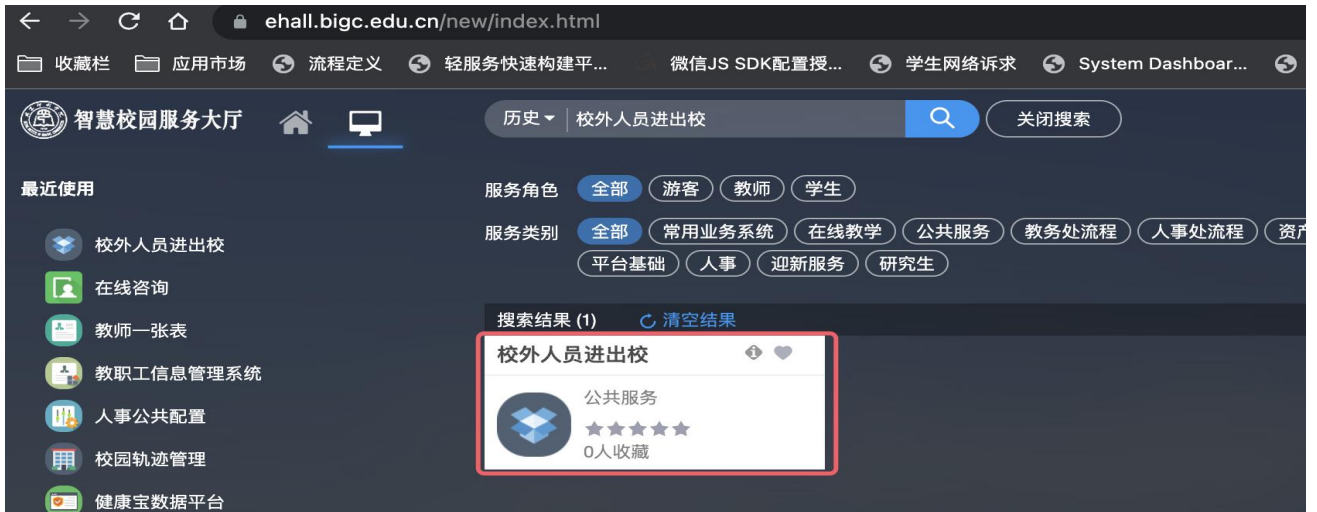 ehall.bigc.edu.cn/new/index.html
收藏栏 应用市场 流程定义 轻服务快速构建平... 微信JS SDK配置授... 学生网络诉求 System Dashboar...
智慧校园服务大厅 历史 校外人员进出校 关闭搜索
最近使用
校外人员进出校
在线咨询
教师一张表
教职工信息管理系统
人事公共配置
校园轨迹管理
健康宝数据平台
服务角色 全部 游客 教师 学生
服务类别 全部 常用业务系统 在线教学 公共服务 教务处流程 人事处流程 资产
平台基础 人事 迎新服务 研究生
搜索结果 (1) 清空结果
校外人员进出校
公共服务
0人收藏